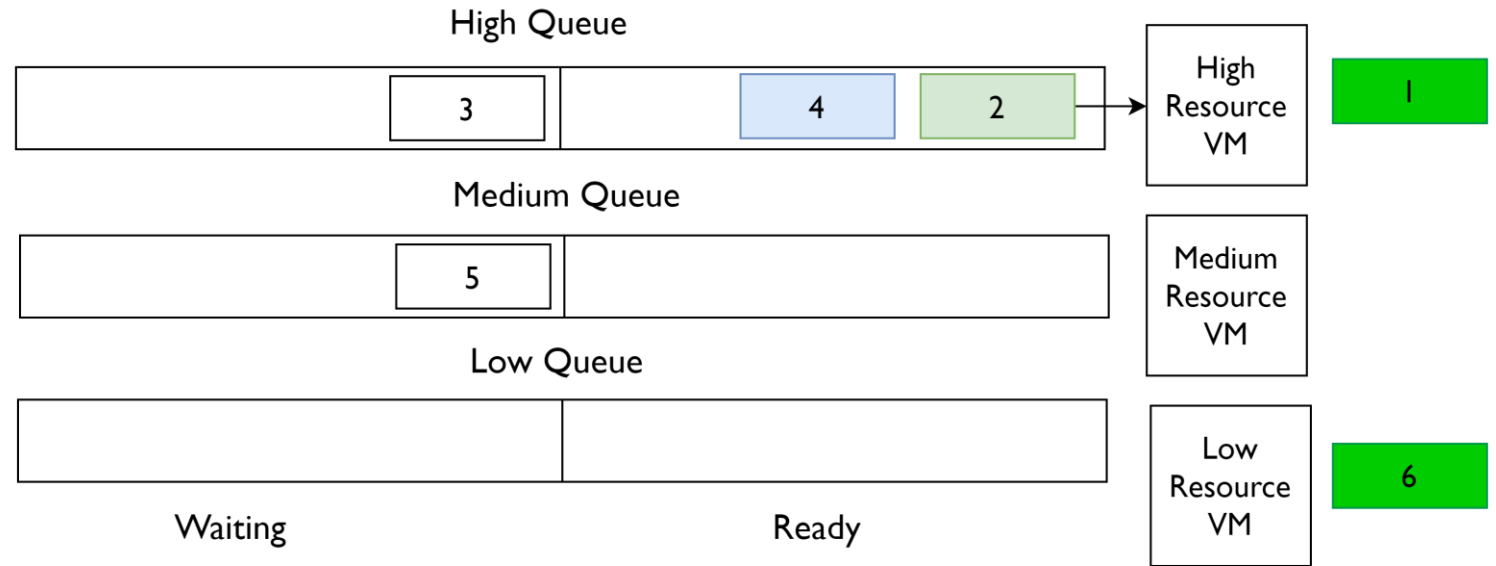 High Queue
3
4
2
High
Resource
VM
1
Medium Queue
5
Medium
Resource
VM
Low Queue
Low
Resource
VM
6
Waiting
Ready